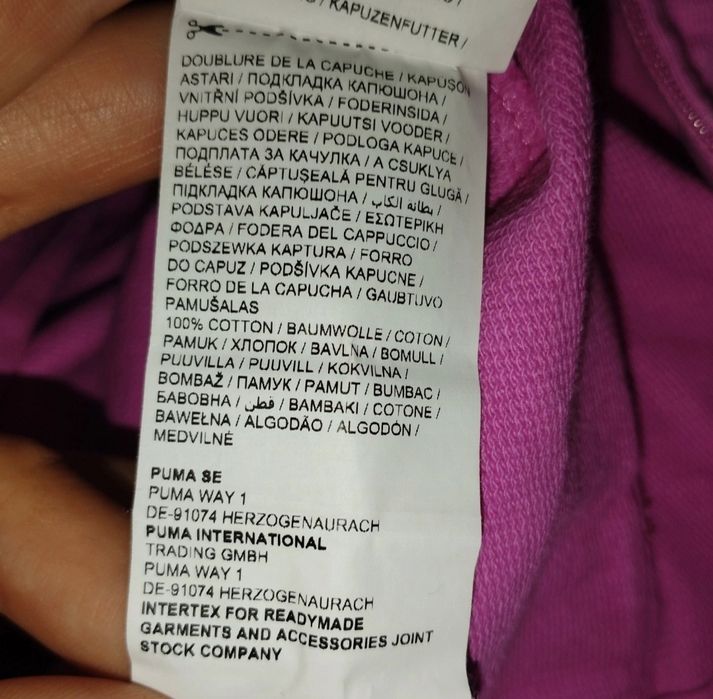 / KAPUZENFUTTER/
DOUBLURE DE LA CAPUCHE / KAPUŞON
ASTARI / ПОДКЛАДКА КАПЮШОНА /
VNITŘNÍ PODŠÍVKA / FODERINSIDA /
HUPPU VUORI / KAPUUTSI VOODER /
KAPUCES ODERE / PODLOGA KAPUCE /
ПОДПЛАТА ЗА КАЧУЛКА / A CSUKLYA
BÉLÉSE / CĂPTUȘEALĂ PENTRU GLUGĂ /
ПІДКЛАДКА КАПЮШОНА / بطانه الكاب /
PODSTAVA KAPULJAČE / ΕΣΩΤΕΡΙΚΗ
ΦΟΔΡΑ / FODERA DEL CAPPUCCIO /
PODSZEWKA KAPTURA / FORRO
DO CAPUZ / PODŠÍVKA KAPUCNE /
FORRO DE LA CAPUCHA / GAUBTUVO
PAMUŠALAS
100% COTTON / BAUMWOLLE / COTON /
PAMUK / ХЛОПОК / BAVLNA / BOMULL /
PUUVILLA / PUUVILL / KOKVILNA /
BOMBAŽ / ПАМУК / PAMUT / BUMBAC /
БАВОВНА / قطن / BAMBAKI / COTONE /
BAWEŁNA / ALGODÃO / ALGODÓN /
MEDVILNĖ
PUMA SE
PUMA WAY 1
DE-91074 HERZOGENAURACH
PUMA INTERNATIONAL
TRADING GMBH
PUMA WAY 1
DE-91074 HERZOGENAURACH
INTERTEX FOR READYMADE
GARMENTS AND ACCESSORIES JOINT
STOCK COMPANY